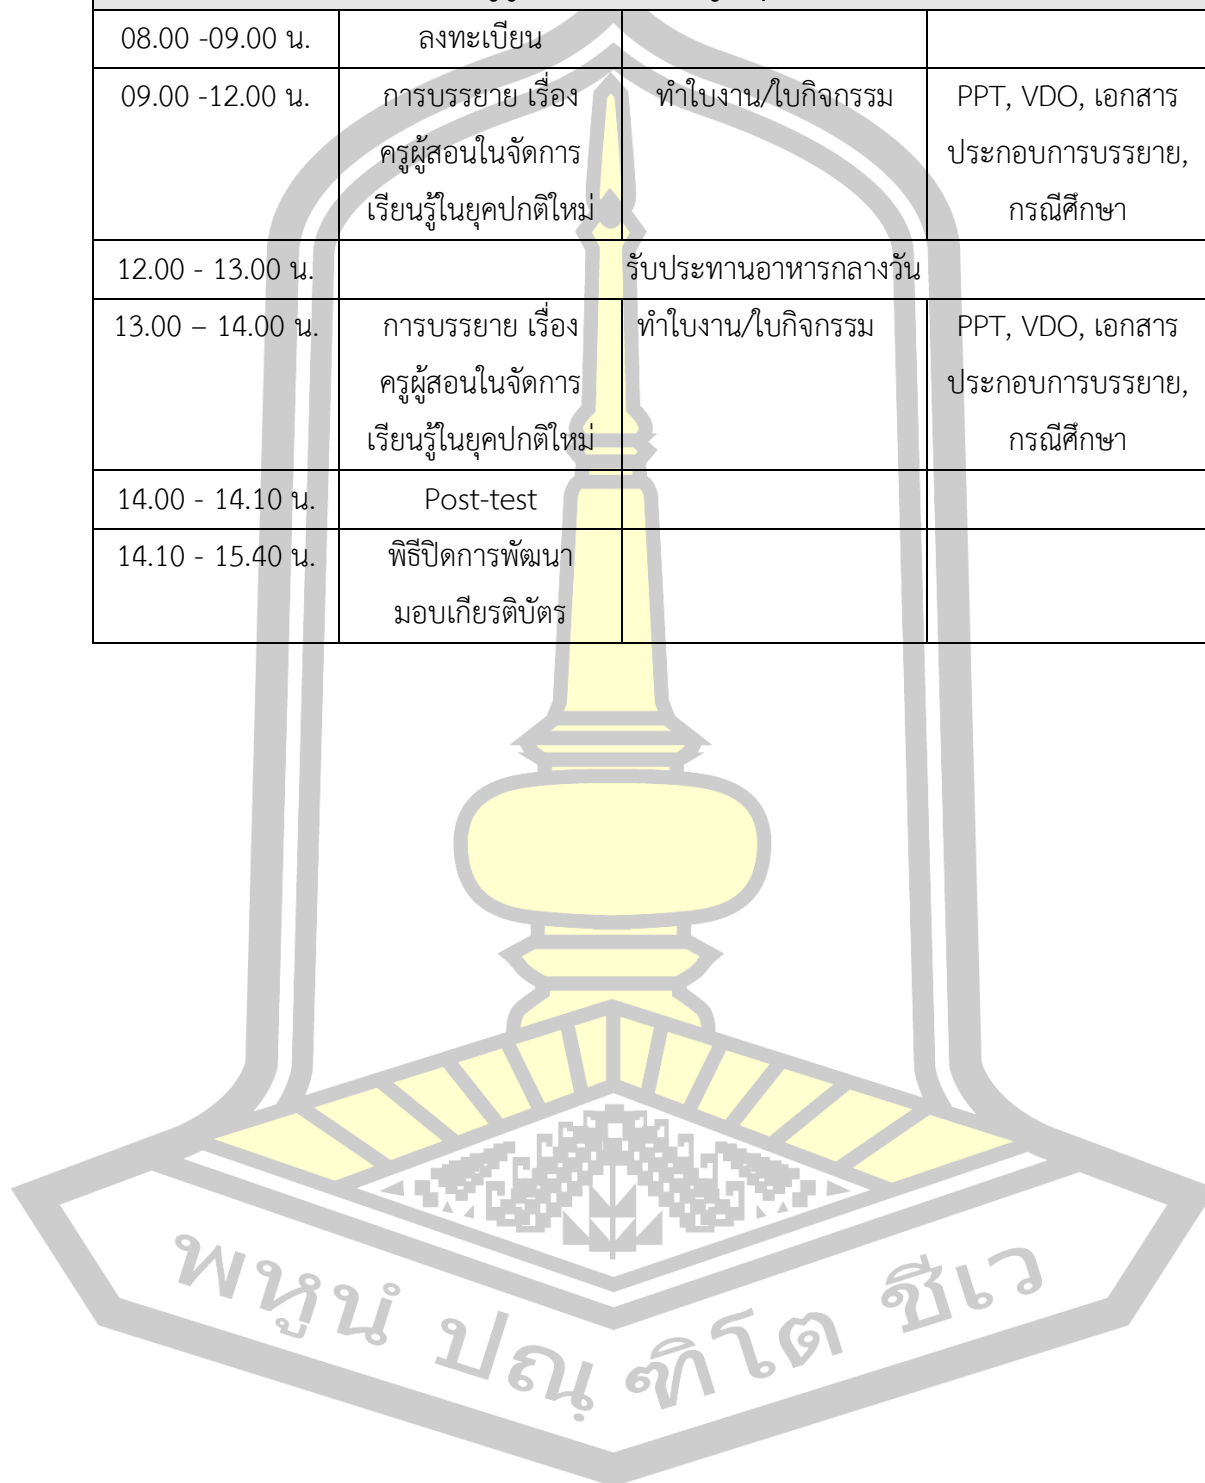 08.00 -09.00 น. ลงทะเบียน
09.00 -12.00 น. การบรรยาย เรื่อง ทำใบงาน/ใบกิจกรรม PPT, VDO, เอกสาร
ครูผู้สอนในจัดการ ประกอบการบรรยาย,
เรียนรู้ในยุคปกติใหม่ กรณีศึกษา
12.00 - 13.00 น. รับประทานอาหารกลางวัน
13.00 – 14.00 น. การบรรยาย เรื่อง ทำใบงาน/ใบกิจกรรม PPT, VDO, เอกสาร
ครูผู้สอนในจัดการ ประกอบการบรรยาย,
เรียนรู้ในยุคปกติใหม่ กรณีศึกษา
14.00 - 14.10 น. Post-test
14.10 - 15.40 น. พิธีปิดการพัฒนา
มอบเกียรติบัตร
พหูนํ ปณฺฑิโต ชีเว